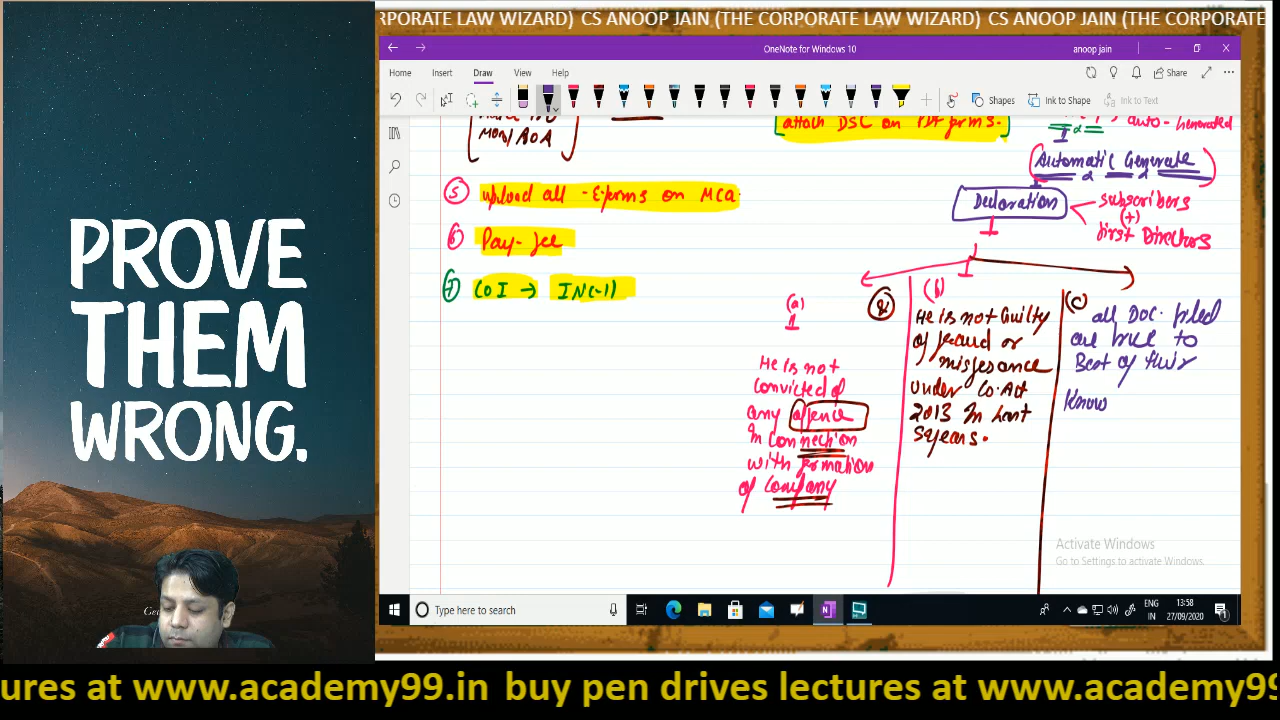 RPORATE LAW WIZARD) CS ANOOP JAIN (THE CORPORATE LAW WIZARD) CS ANOOP JAIN (THE CORPORATE
OneNote for Windows 10
anoop jain
Home Insert Draw View Help
Share
Shapes
Ink to Shape
Ink to Text
MOA/AOA
attach DSC on PDF forms.
auto-Generated
(Automatic Generate)
Declaration
subscribers
(+)
first Directors
(5) upload all - E-forms on MCA
(6) Pay-fee
(7) COI → INC-11
(a)
He is not
convicted of
any offence
in connection
with formation
of company
&
(b)
He is not Guilty
of fraud or
misfesance
under Co. Act
2013 In last
5years.
(c)
all Doc. filed
are true to
Best of their
Know
PROVE
THEM
WRONG.
Activate Windows
Go to Settings to activate Windows.
Type here to search
ENG
IN
13:58
27/09/2020
ures at www.academy99.in buy pen drives lectures at www.academy99